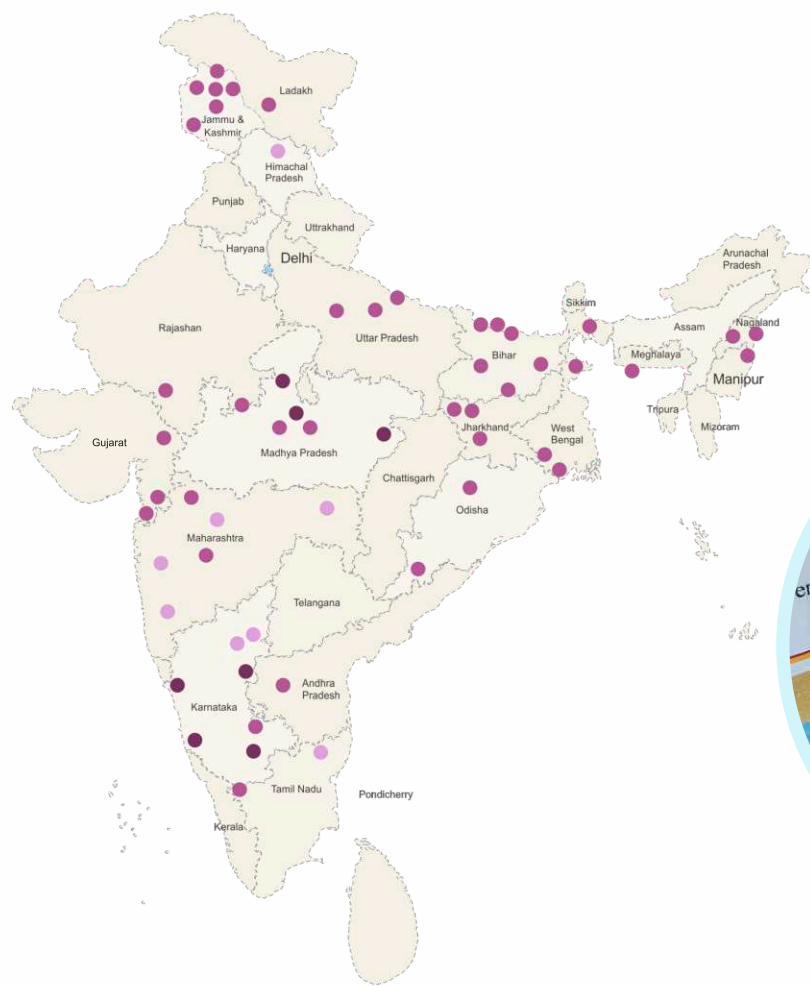 Ladakh
Jammu &
Kashmir
Himachal
Pradesh
Punjab
Uttrakhand
Haryana
Delhi
Arunachal
Pradesh
Rajashan
Uttar Pradesh
Sikkim
Assam
Nagaland
Bihar
Meghalaya
Manipur
Gujarat
Madhya Pradesh
Jharkhand
West
Bengal
Tripura
Mizoram
Chattisgarh
Odisha
Maharashtra
Telangana
Andhra
Pradesh
Karnataka
Tamil Nadu
Pondicherry
Kerala